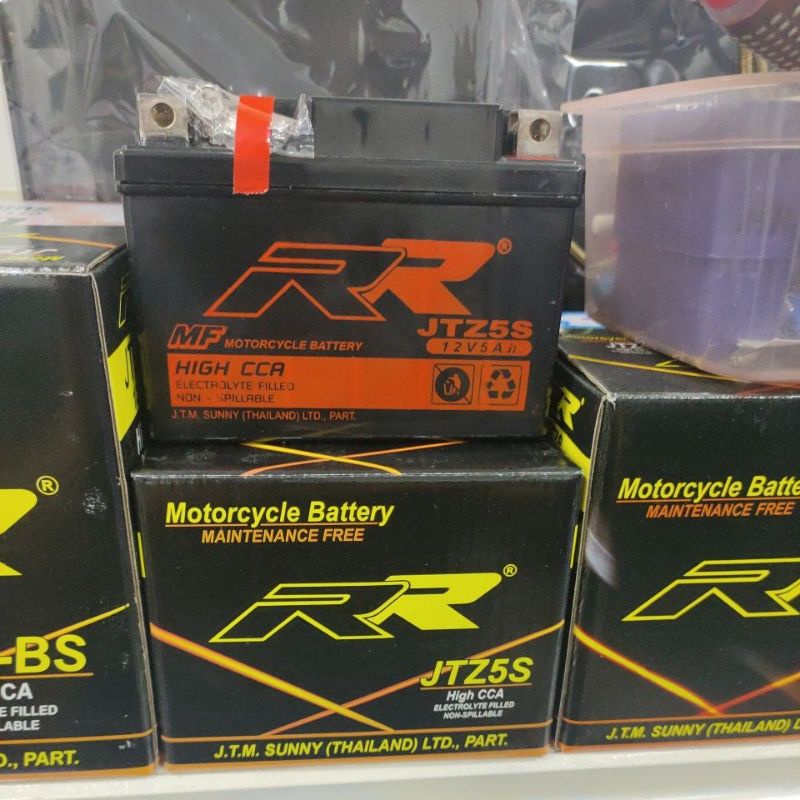 RR®
JTZ5S
MF MOTORCYCLE BATTERY
12V5Ah
HIGH CCA
ELECTROLYTE FILLED
NON - SPILLABLE
J.T.M. SUNNY (THAILAND) LTD., PART.
Motorcycle Battery
MAINTENANCE FREE
RR®
JTZ5S
High CCA
ELECTROLYTE FILLED
NON-SPILLABLE
J.T.M. SUNNY (THAILAND) LTD., PART.
®
-BS
CCA
FILLED
LABLE
D., PART.
Motorcycle Batte
MAINTENANCE FREE
RR
J.T.M. SUNNY (THAILAND) LTD.